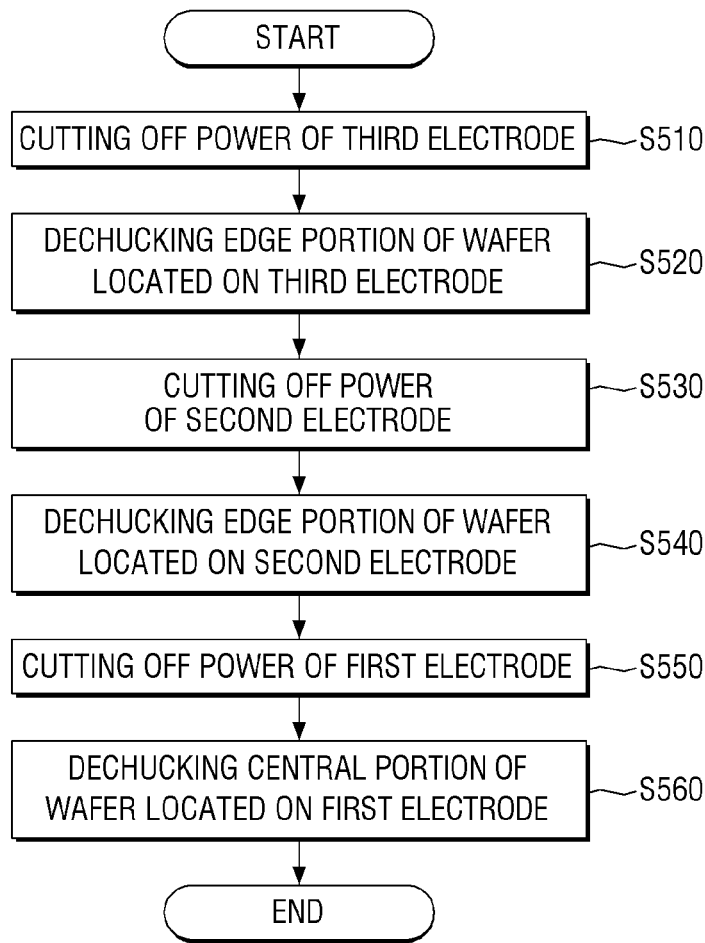 START
CUTTING OFF POWER OF THIRD ELECTRODE
S510
DECHUCKING EDGE PORTION OF WAFER
LOCATED ON THIRD ELECTRODE
S520
CUTTING OFF POWER
OF SECOND ELECTRODE
S530
DECHUCKING EDGE PORTION OF WAFER
LOCATED ON SECOND ELECTRODE
S540
CUTTING OFF POWER OF FIRST ELECTRODE
S550
DECHUCKING CENTRAL PORTION OF
WAFER LOCATED ON FIRST ELECTRODE
S560
END